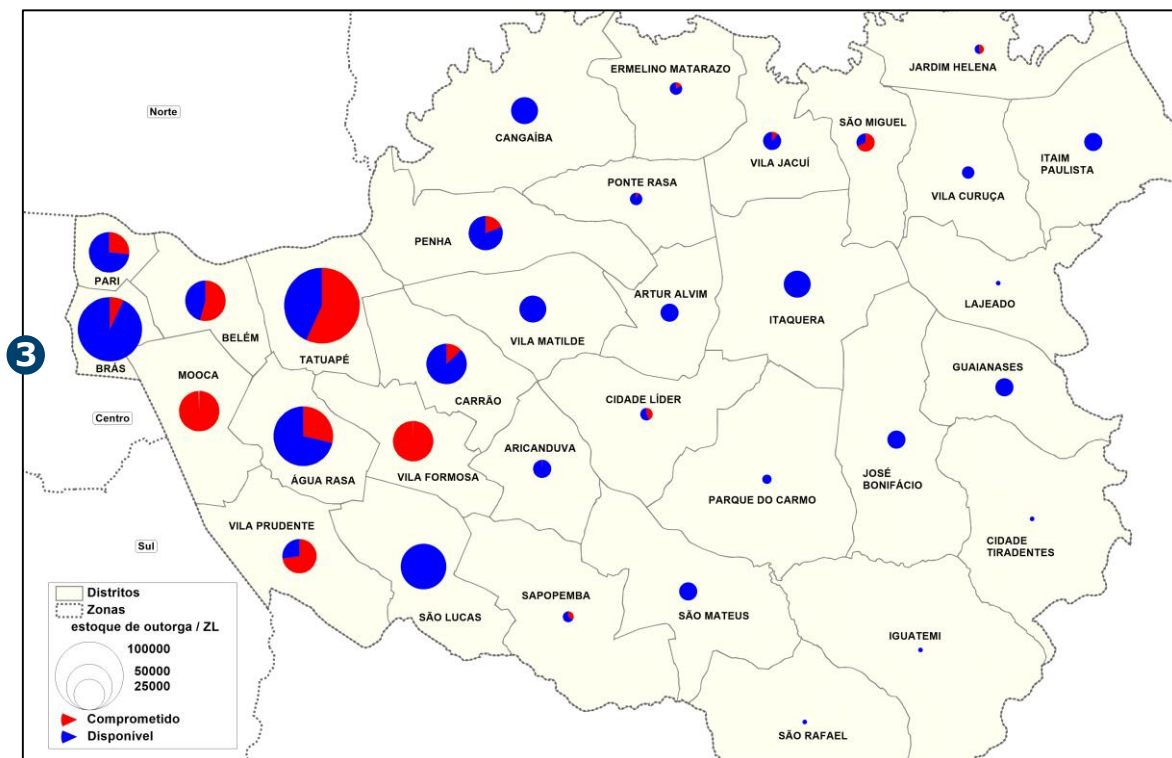 Norte
ERMELINO MATARAZO
JARDIM HELENA
CANGAÍBA
SÃO MIGUEL
VILA JACUÍ
ITAIM
PAULISTA
PONTE RASA
VILA CURUÇA
PENHA
PARI
ARTUR ALVIM
ITAQUERA
LAJEADO
BELÉM
VILA MATILDE
3
BRÁS
TATUAPÉ
MOOCA
CARRÃO
CIDADE LÍDER
GUAIANASES
Centro
ARICANDUVA
ÁGUA RASA
VILA FORMOSA
JOSÉ
BONIFÁCIO
PARQUE DO CARMO
VILA PRUDENTE
CIDADE
TIRADENTES
Sul
SÃO LUCAS
SAPOPEMBA
SÃO MATEUS
IGUATEMI
SÃO RAFAEL
Distritos
Zonas
estoque de outorga / ZL
100000
50000
25000
Comprometido
Disponível